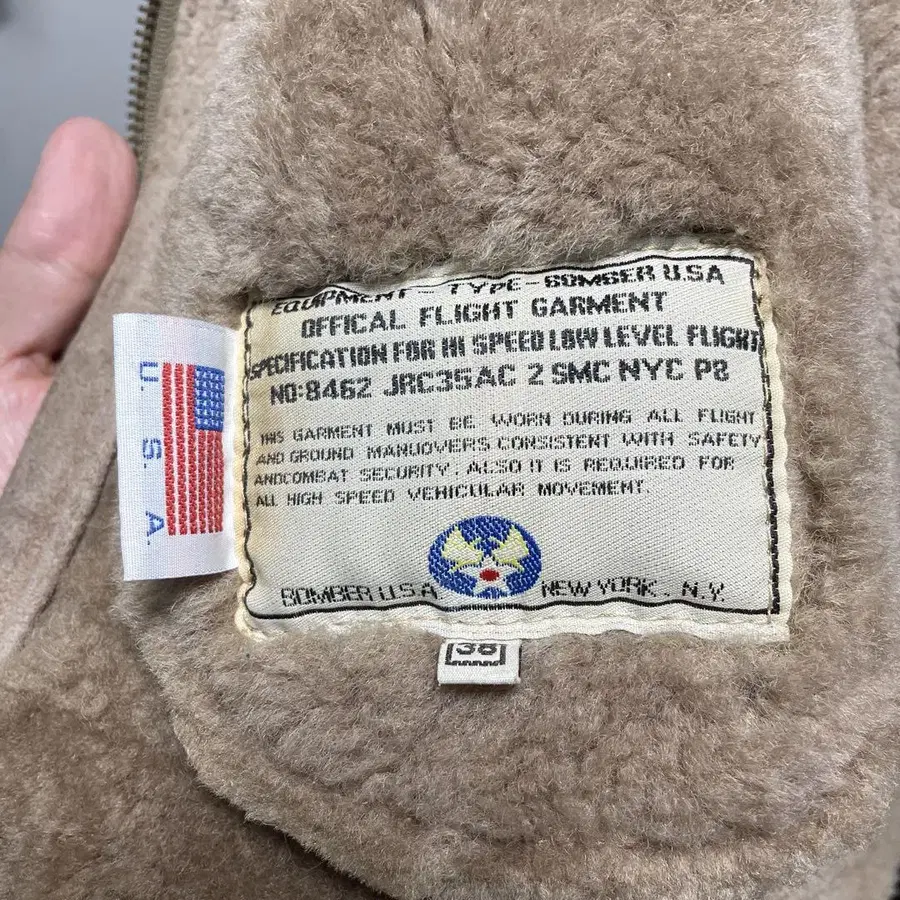 EQUIPMENT - TYPE - BOMBER U.S.A
OFFICAL FLIGHT GARMENT
SPECIFICATION FOR HI SPEED LOW LEVEL FLIGHT
NO:8462 JRC35AC 2 SMC NYC P8
THIS GARMENT MUST BE WORN DURING ALL FLIGHT
AND GROUND MANUOVERS CONSISTENT WITH SAFETY
ANDCOMBAT SECURITY. ALSO IT IS REQUIRED FOR
ALL HIGH SPEED VEHICULAR MOVEMENT.
BOMBER U.S.A NEW YORK. N.Y.
38
U. S. A.